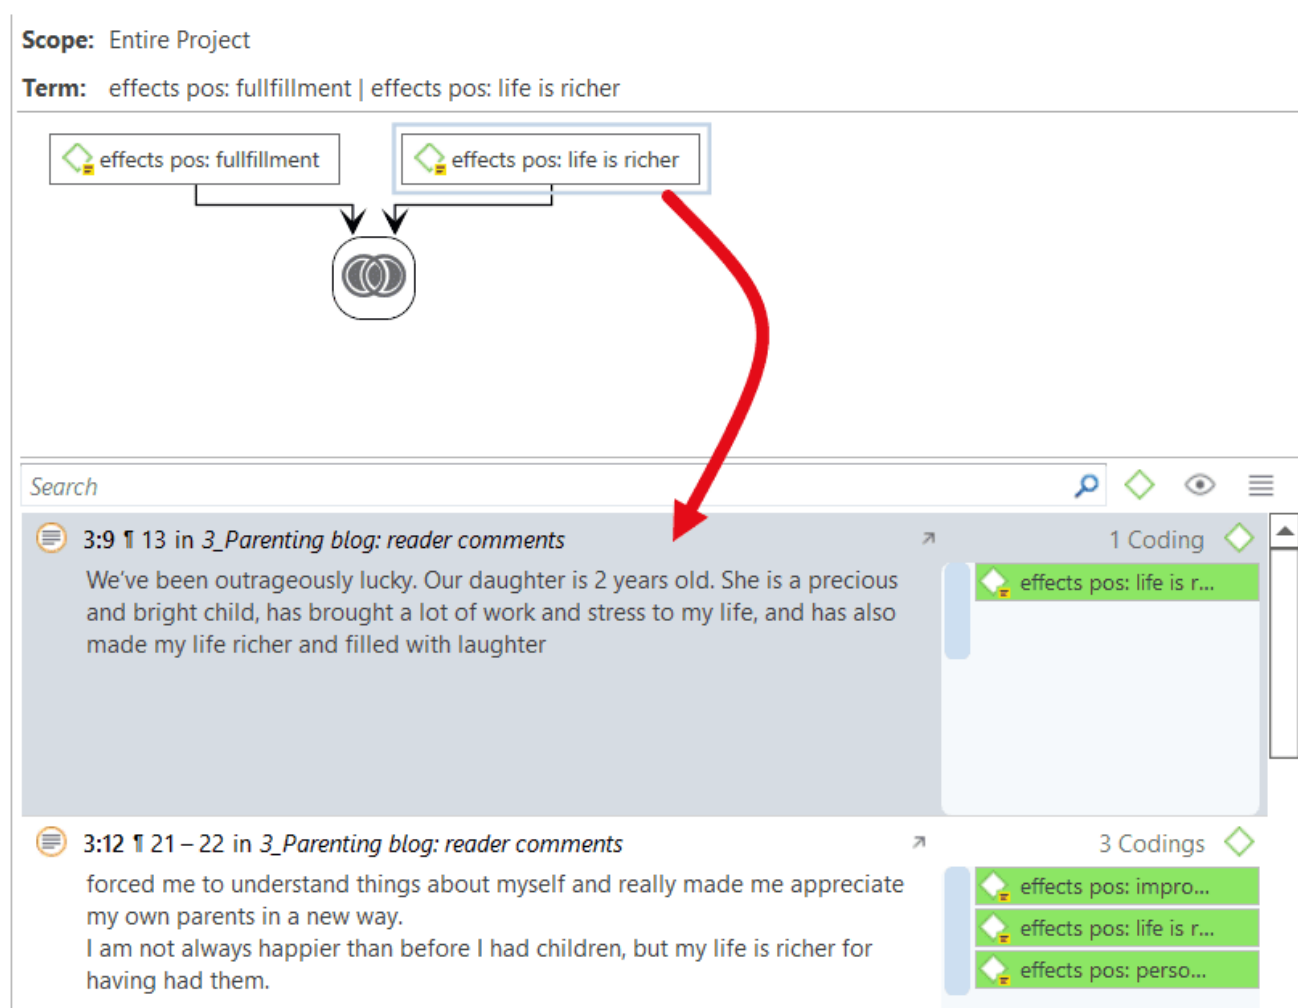 Scope: Entire Project
Term: effects pos: fullfillment | effects pos: life is richer
effects pos: fullfillment
effects pos: life is richer
Search
3:9 ¶ 13 in 3_Parenting blog: reader comments
1 Coding
We've been outrageously lucky. Our daughter is 2 years old. She is a precious
and bright child, has brought a lot of work and stress to my life, and has also
made my life richer and filled with laughter
effects pos: life is r...
3:12 ¶ 21 – 22 in 3_Parenting blog: reader comments
3 Codings
forced me to understand things about myself and really made me appreciate
my own parents in a new way.
I am not always happier than before I had children, but my life is richer for
having had them.
effects pos: impro...
effects pos: life is r...
effects pos: perso...